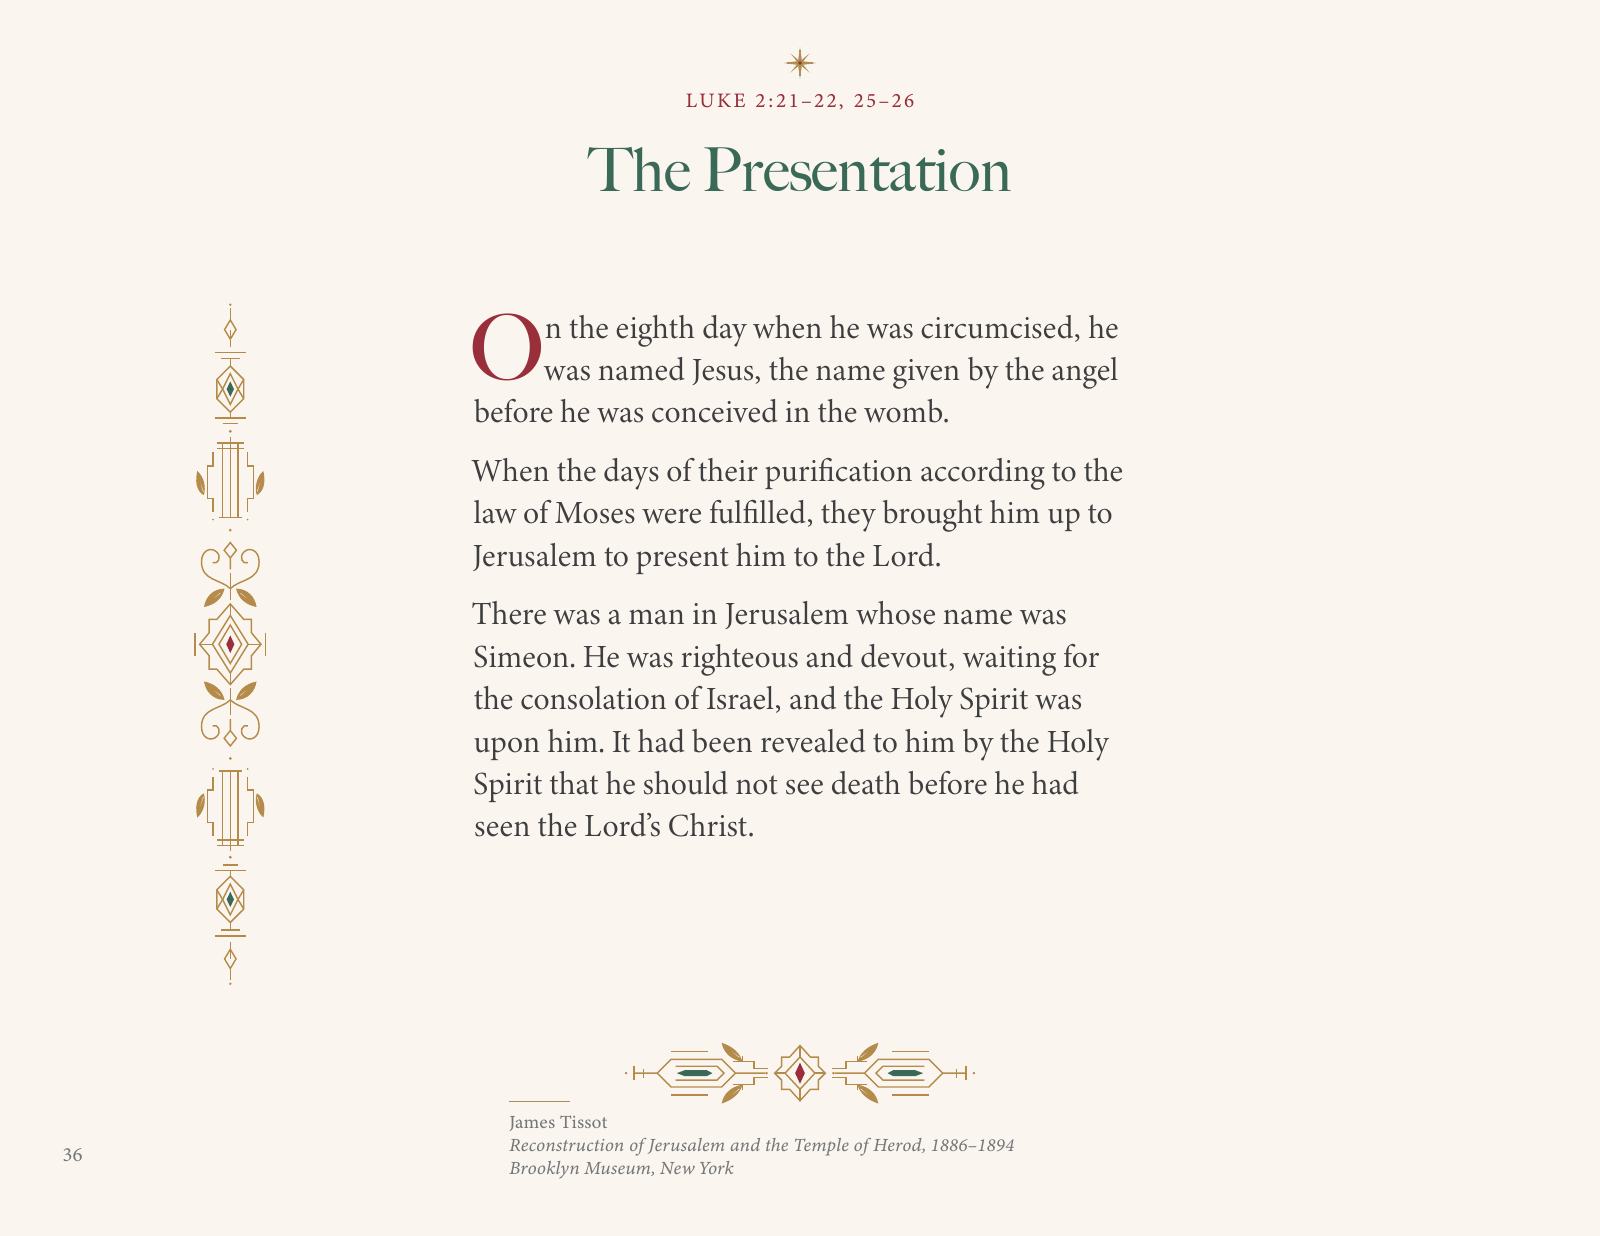 LUKE 2:21–22, 25–26
The Presentation
On the eighth day when he was circumcised, he
was named Jesus, the name given by the angel
before he was conceived in the womb.
When the days of their purification according to the
law of Moses were fulfilled, they brought him up to
Jerusalem to present him to the Lord.
There was a man in Jerusalem whose name was
Simeon. He was righteous and devout, waiting for
the consolation of Israel, and the Holy Spirit was
upon him. It had been revealed to him by the Holy
Spirit that he should not see death before he had
seen the Lord’s Christ.
James Tissot
Reconstruction of Jerusalem and the Temple of Herod, 1886–1894
Brooklyn Museum, New York
36